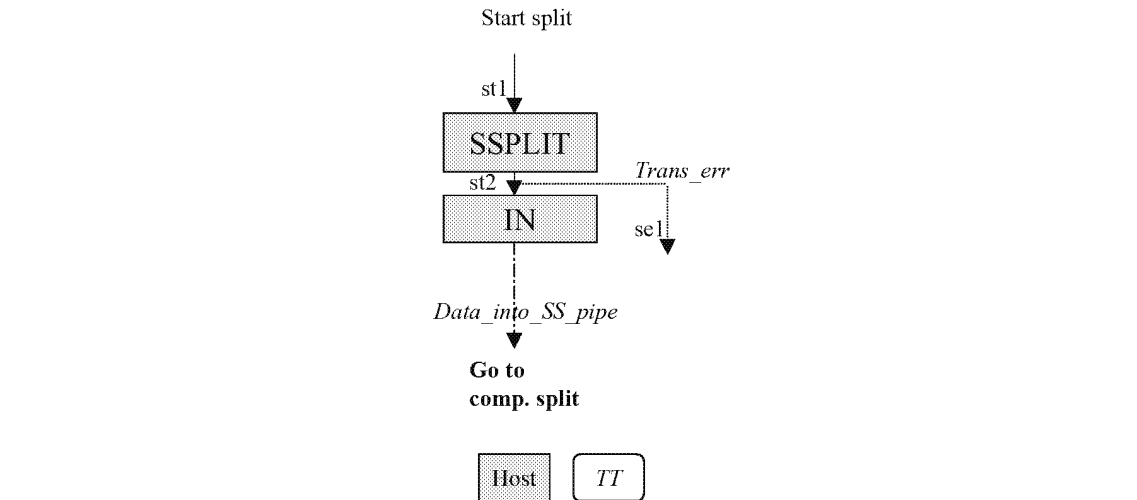 Start split
st1
SSPLIT
Trans_err
st2
IN
se1
Data_into_SS_pipe
Go to
comp. split
Host
TT